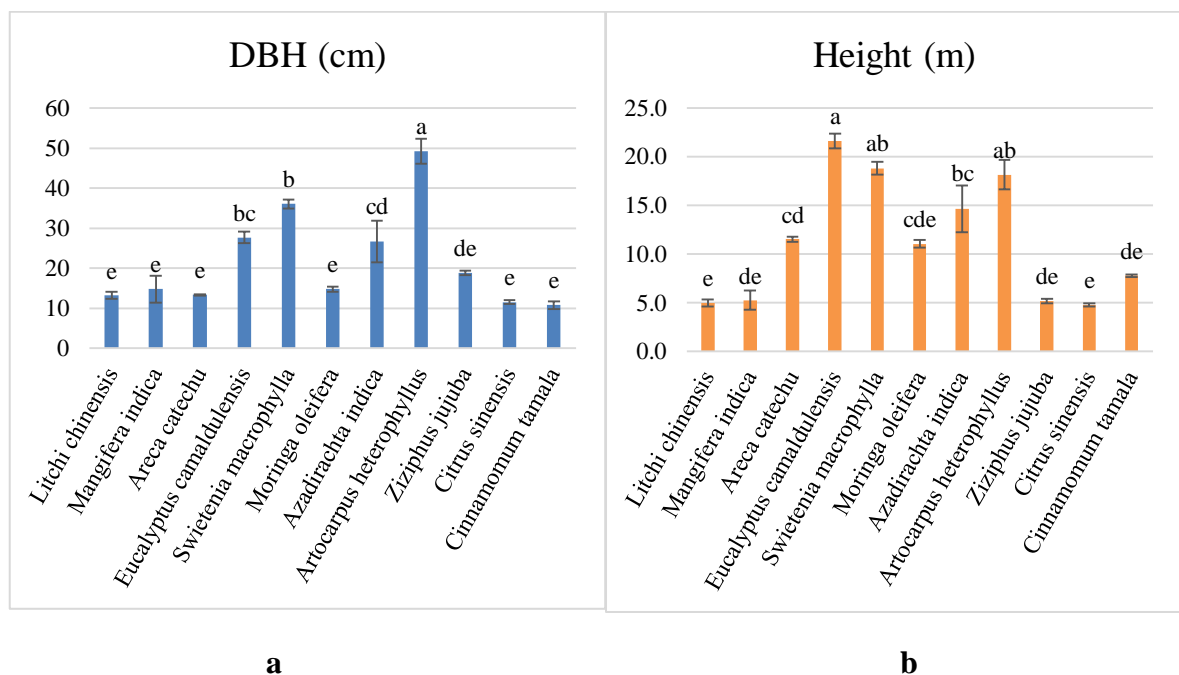 DBH (cm)
60
50
40
30
20
10
0
e
e
e
bc
b
e
cd
a
de
e
e
Litchi chinensis
Mangifera indica
Areca catechu
Eucalyptus camaldulensis
Swietenia macrophylla
Moringa oleifera
Azadirachta indica
Artocarpus heterophyllus
Ziziphus jujuba
Citrus sinensis
Cinnamomum tamala
a
Height (m)
25.0
20.0
15.0
10.0
5.0
0.0
e
de
cd
a
ab
cde
bc
ab
de
e
de
Litchi chinensis
Mangifera indica
Areca catechu
Eucalyptus camaldulensis
Swietenia macrophylla
Moringa oleifera
Azadirachta indica
Artocarpus heterophyllus
Ziziphus jujuba
Citrus sinensis
Cinnamomum tamala
b